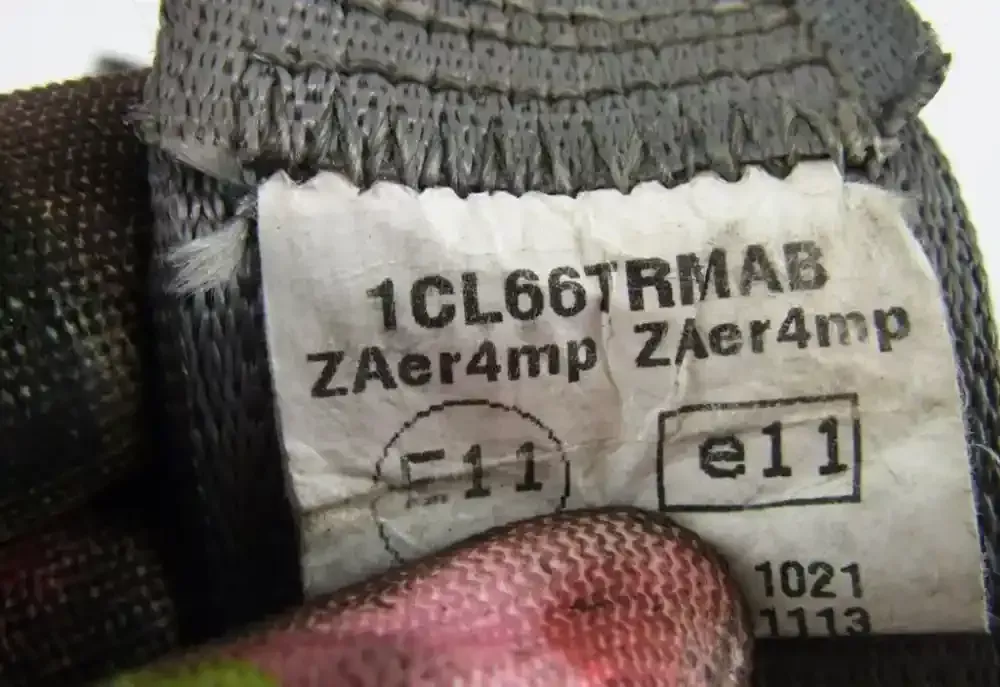 1CL66TRMAB
ZAer4mp ZAer4mp
E11 e11
1021
1113